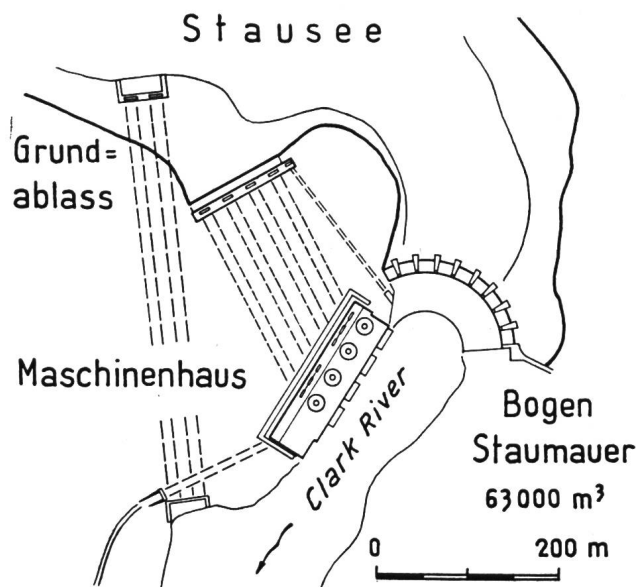 Stausee
Grund=
ablass
Maschinenhaus
Clark River
Bogen
Staumauer
63000 m³
0 200 m